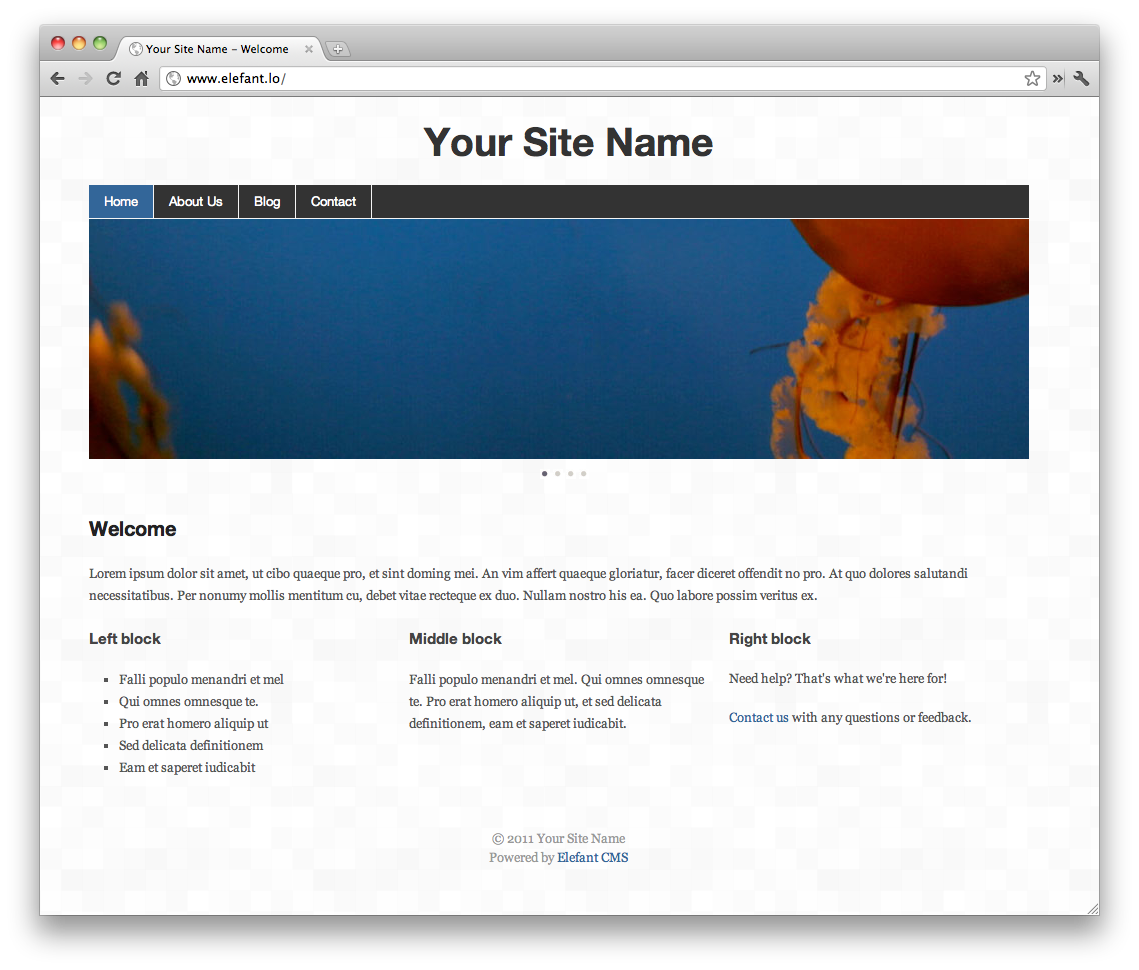 Your Site Name – Welcome
www.elefant.lo/
Your Site Name
Home About Us Blog Contact
Welcome
Lorem ipsum dolor sit amet, ut cibo quaeque pro, et sint doming mei. An vim affert quaeque gloriatur, facer diceret offendit no pro. At quo dolores salutandi
necessitatibus. Per nonumy mollis mentitum cu, debet vitae recteque ex duo. Nullam nostro his ea. Quo labore possim veritus ex.
Left block
Falli populo menandri et mel
Qui omnes omnesque te.
Pro erat homero aliquip ut
Sed delicata definitionem
Eam et saperet iudicabit
Middle block
Falli populo menandri et mel. Qui omnes omnesque
te. Pro erat homero aliquip ut, et sed delicata
definitionem, eam et saperet iudicabit.
Right block
Need help? That's what we're here for!
Contact us with any questions or feedback.
© 2011 Your Site Name
Powered by Elefant CMS